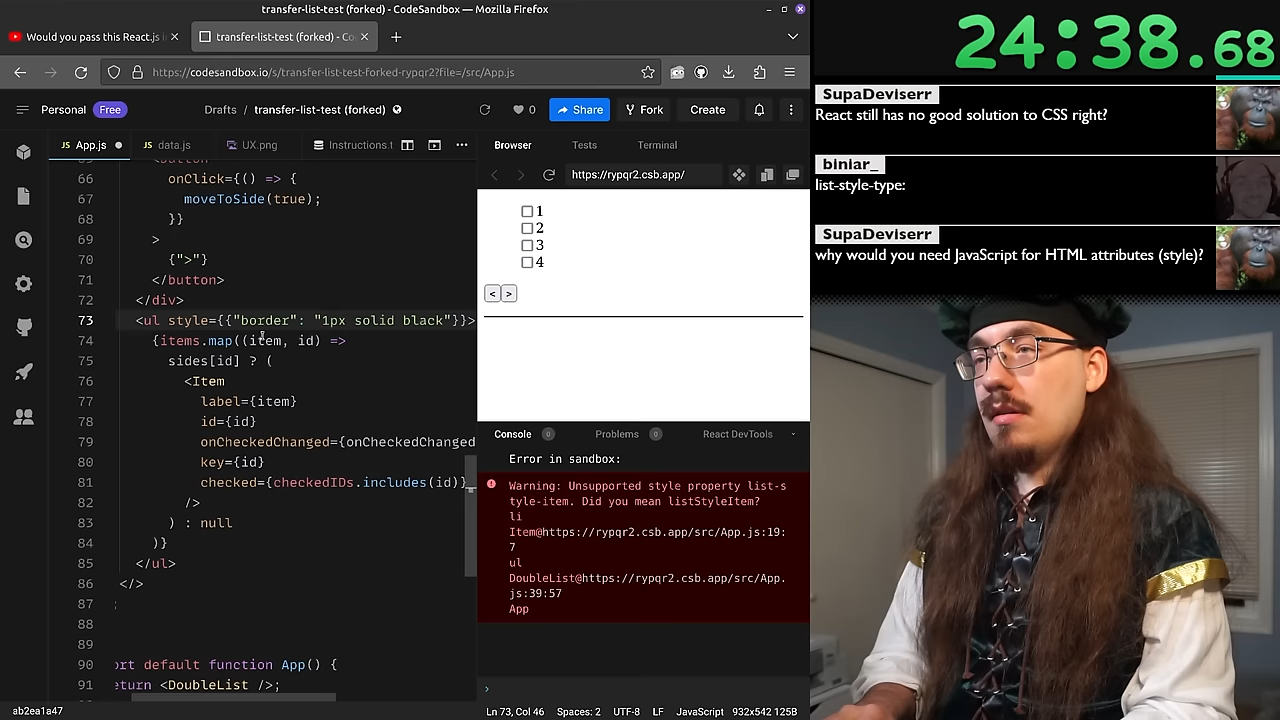 transfer-list-test (forked) - CodeSandbox — Mozilla Firefox
Would you pass this React.js i
transfer-list-test (forked) - Co
https://codesandbox.io/s/transfer-list-test-forked-rypqr2?file=/src/App.js
Personal Free
Drafts / transfer-list-test (forked)
0
Share
Fork
Create
JS App.js
JS data.js
UX.png
Instructions.t
Browser
Tests
Terminal
https://rypqr2.csb.app/
66 onClick={() => {
67 moveToSide(true);
68 }}
69 >
70 {">"}
71 </button>
72 </div>
73 <ul style={{"border": "1px solid black"}}>
74 {items.map((item, id) =>
75 sides[id] ? (
76 <Item
77 label={item}
78 id={id}
79 onCheckedChanged={onCheckedChanged
80 key={id}
81 checked={checkedIDs.includes(id)}
82 />
83 ) : null
84 )}
85 </ul>
86 </>
87 ;
88
89
90 ort default function App() {
91 eturn <DoubleList />;
1
2
3
4
< >
Console 0
Problems 0
React DevTools
Error in sandbox:
Warning: Unsupported style property list-s
tyle-item. Did you mean listStyleItem?
li
Item@https://rypqr2.csb.app/src/App.js:19:
7
ul
DoubleList@https://rypqr2.csb.app/src/App.
js:39:57
App
ab2ea1a47
Ln 73, Col 46 Spaces: 2 UTF-8 LF JavaScript 932x542 125B
24:38.68
SupaDeviserr
React still has no good solution to CSS right?
biniar_
list-style-type:
SupaDeviserr
why would you need JavaScript for HTML attributes (style)?